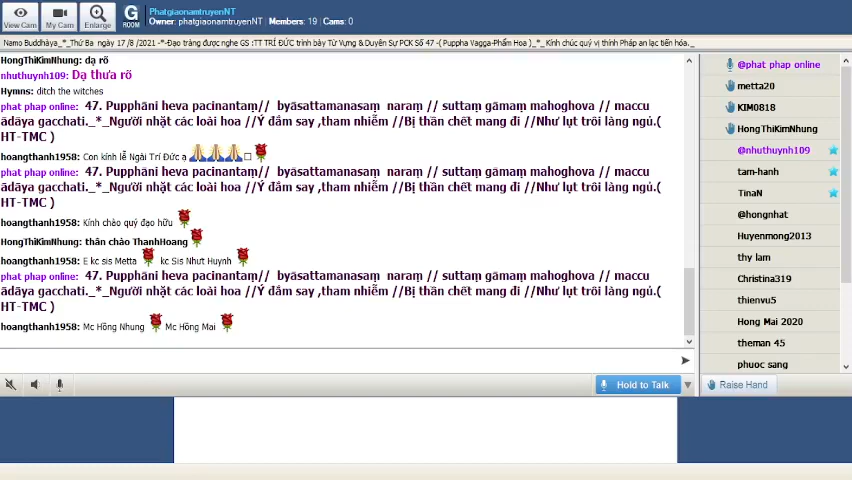 View Cam
My Cam
Enlarge
G
ROOM
PhatgiaonamtruyenNT
Owner: phatgiaonamtruyenNT | Members: 19 | Cams: 0
Namo Buddhàya_*_Thứ Ba ngày 17 /8 /2021 -*-Đạo tràng được nghe GS :TT TRÍ ĐỨC trình bày Từ Vựng & Duyên Sự PCK Số 47 -( Puppha Vagga-Phẩm Hoa )_*_ Kính chúc quý vị thính Pháp an lạc tiến hóa._
HongThiKimNhung: dạ rõ
nhuthuynh109: Dạ thưa rõ
Hymns: ditch the witches
phat phap online: 47. Pupphāni heva pacinantaṃ// byāsattamanasaṃ naraṃ // suttaṃ gāmaṃ mahoghova // maccu
ādāya gacchati._*_Người nhặt các loài hoa //Ý đắm say ,tham nhiễm //Bị thần chết mang đi //Như lụt trôi làng ngủ.(
HT-TMC )
hoangthanh1958: Con kính lễ Ngài Trí Đức ạ
phat phap online: 47. Pupphāni heva pacinantaṃ// byāsattamanasaṃ naraṃ // suttaṃ gāmaṃ mahoghova // maccu
ādāya gacchati._*_Người nhặt các loài hoa //Ý đắm say ,tham nhiễm //Bị thần chết mang đi //Như lụt trôi làng ngủ.(
HT-TMC )
hoangthanh1958: Kính chào quý đạo hữu
HongThiKimNhung: thân chào ThanhHoang
hoangthanh1958: E kc sis Metta kc Sis Nhựt Huỳnh
phat phap online: 47. Pupphāni heva pacinantaṃ// byāsattamanasaṃ naraṃ // suttaṃ gāmaṃ mahoghova // maccu
ādāya gacchati._*_Người nhặt các loài hoa //Ý đắm say ,tham nhiễm //Bị thần chết mang đi //Như lụt trôi làng ngủ.(
HT-TMC )
hoangthanh1958: Mc Hồng Nhung Mc Hồng Mai
@phat phap online
metta20
KIM0818
HongThiKimNhung
@nhuthuynh109
tam-hanh
TinaN
@hongnhat
Huyenmong2013
thy lam
Christina319
thienvu5
Hong Mai 2020
theman 45
phuoc sang
Hold to Talk
Raise Hand